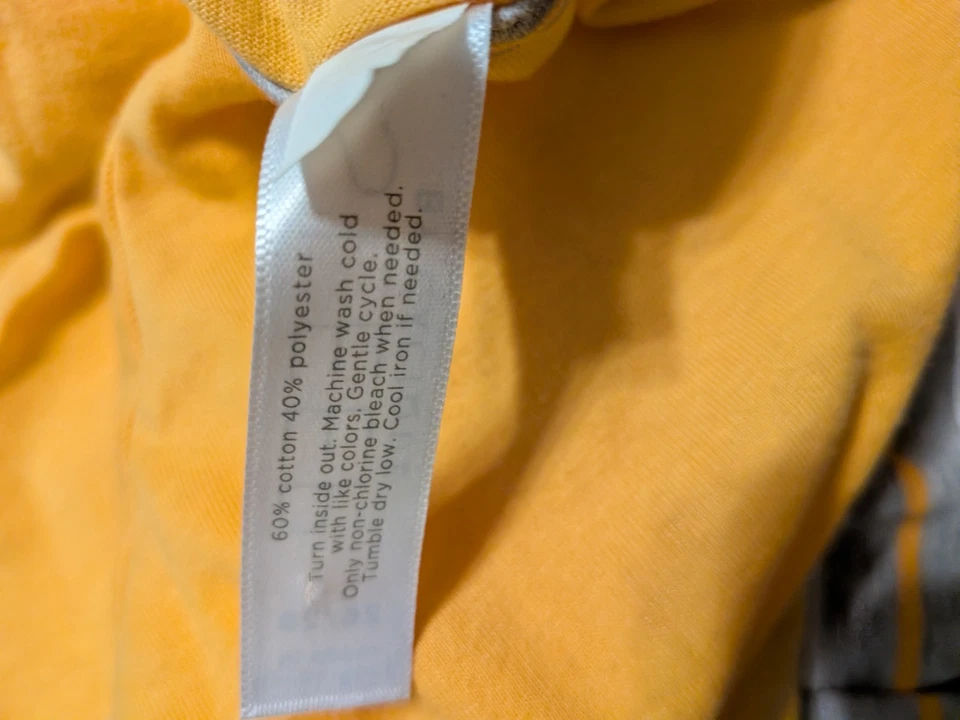 60% cotton 40% polyester
Turn inside out. Machine wash cold
with like colors. Gentle cycle.
Only non-chlorine bleach when needed.
Tumble dry low. Cool iron if needed.